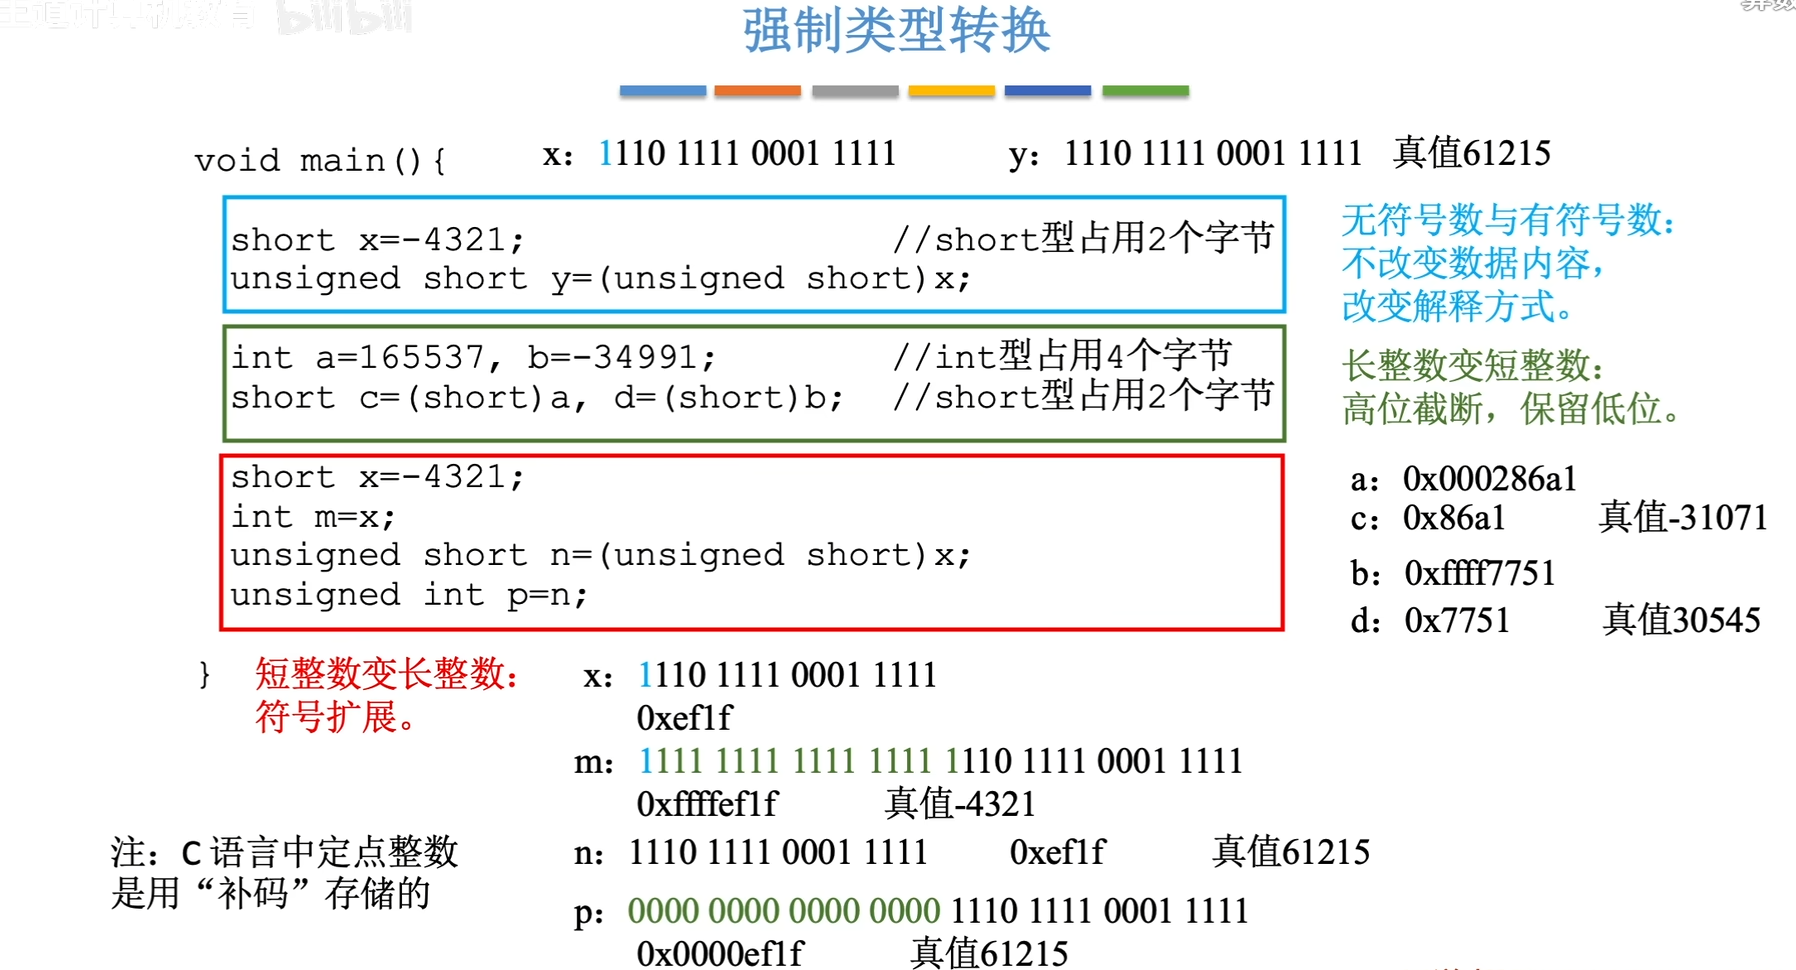 bilibili
强制类型转换
void main(){
x：1110 1111 0001 1111
y：1110 1111 0001 1111 真值61215
short x=-4321; //short型占用2个字节
unsigned short y=(unsigned short)x;
无符号数与有符号数：
不改变数据内容，
改变解释方式。
int a=165537, b=-34991; //int型占用4个字节
short c=(short)a, d=(short)b; //short型占用2个字节
长整数变短整数：
高位截断，保留低位。
short x=-4321;
int m=x;
unsigned short n=(unsigned short)x;
unsigned int p=n;
a：0x000286a1
c：0x86a1 真值-31071
b：0xffff7751
d：0x7751 真值30545
}
短整数变长整数：
符号扩展。
x：1110 1111 0001 1111
0xef1f
m：1111 1111 1111 1111 1110 1111 0001 1111
0xffffef1f 真值-4321
n：1110 1111 0001 1111 0xef1f 真值61215
p：0000 0000 0000 0000 1110 1111 0001 1111
0x0000ef1f 真值61215
注：C 语言中定点整数
是用“补码”存储的